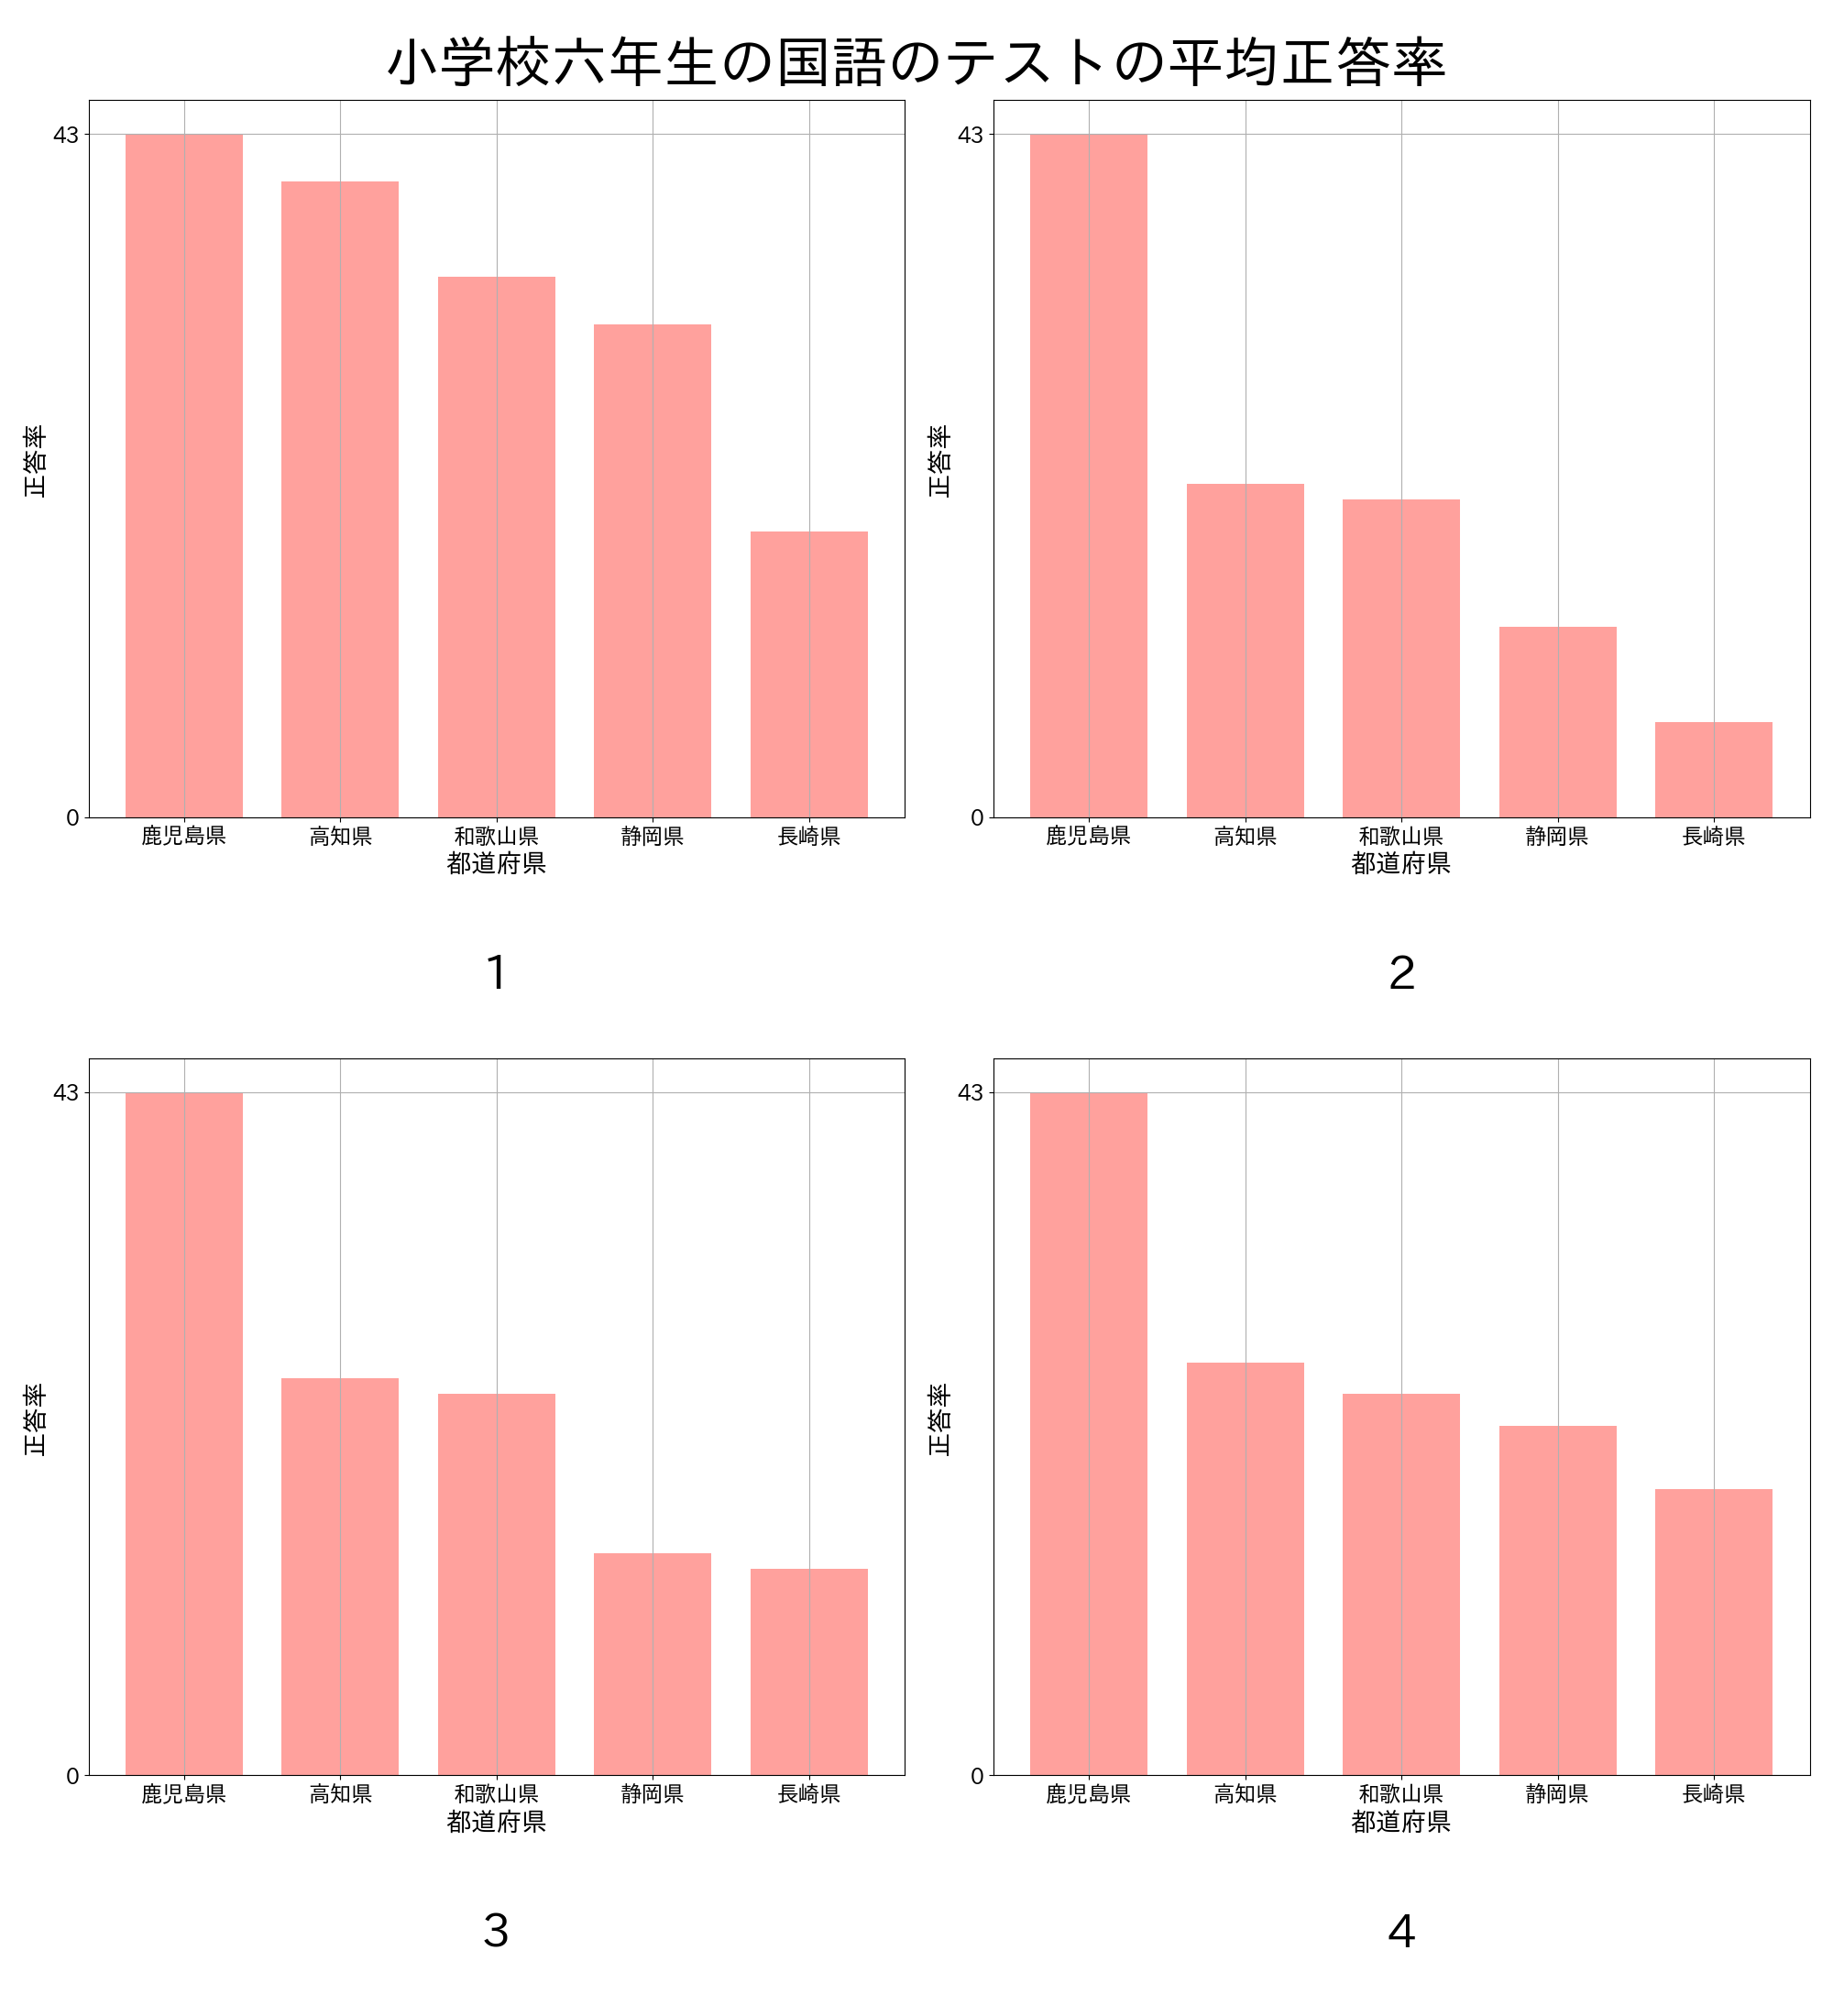 小学校六年生の国語のテストの平均正答率
43
0
正答率
鹿児島県 高知県 和歌山県 静岡県 長崎県
都道府県
1
43
0
正答率
鹿児島県 高知県 和歌山県 静岡県 長崎県
都道府県
2
43
0
正答率
鹿児島県 高知県 和歌山県 静岡県 長崎県
都道府県
3
43
0
正答率
鹿児島県 高知県 和歌山県 静岡県 長崎県
都道府県
4